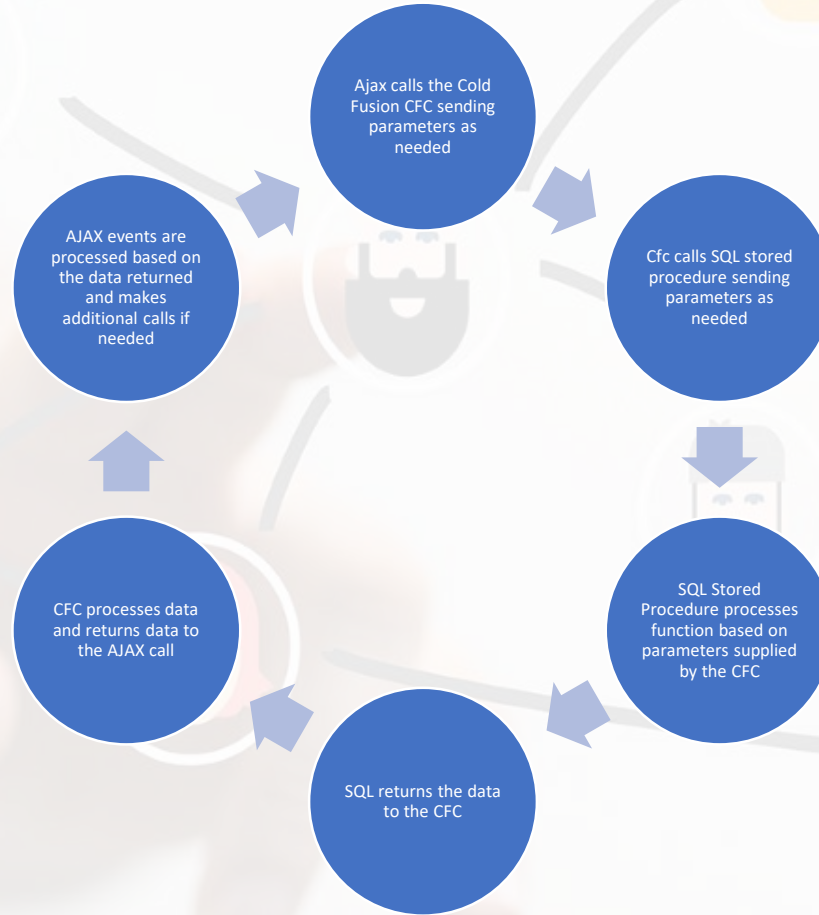 Ajax calls the Cold
Fusion CFC sending
parameters as
needed
Cfc calls SQL stored
procedure sending
parameters as
needed
SQL Stored
Procedure processes
function based on
parameters supplied
by the CFC
SQL returns the data
to the CFC
CFC processes data
and returns data to
the AJAX call
AJAX events are
processed based on
the data returned
and makes
additional calls if
needed